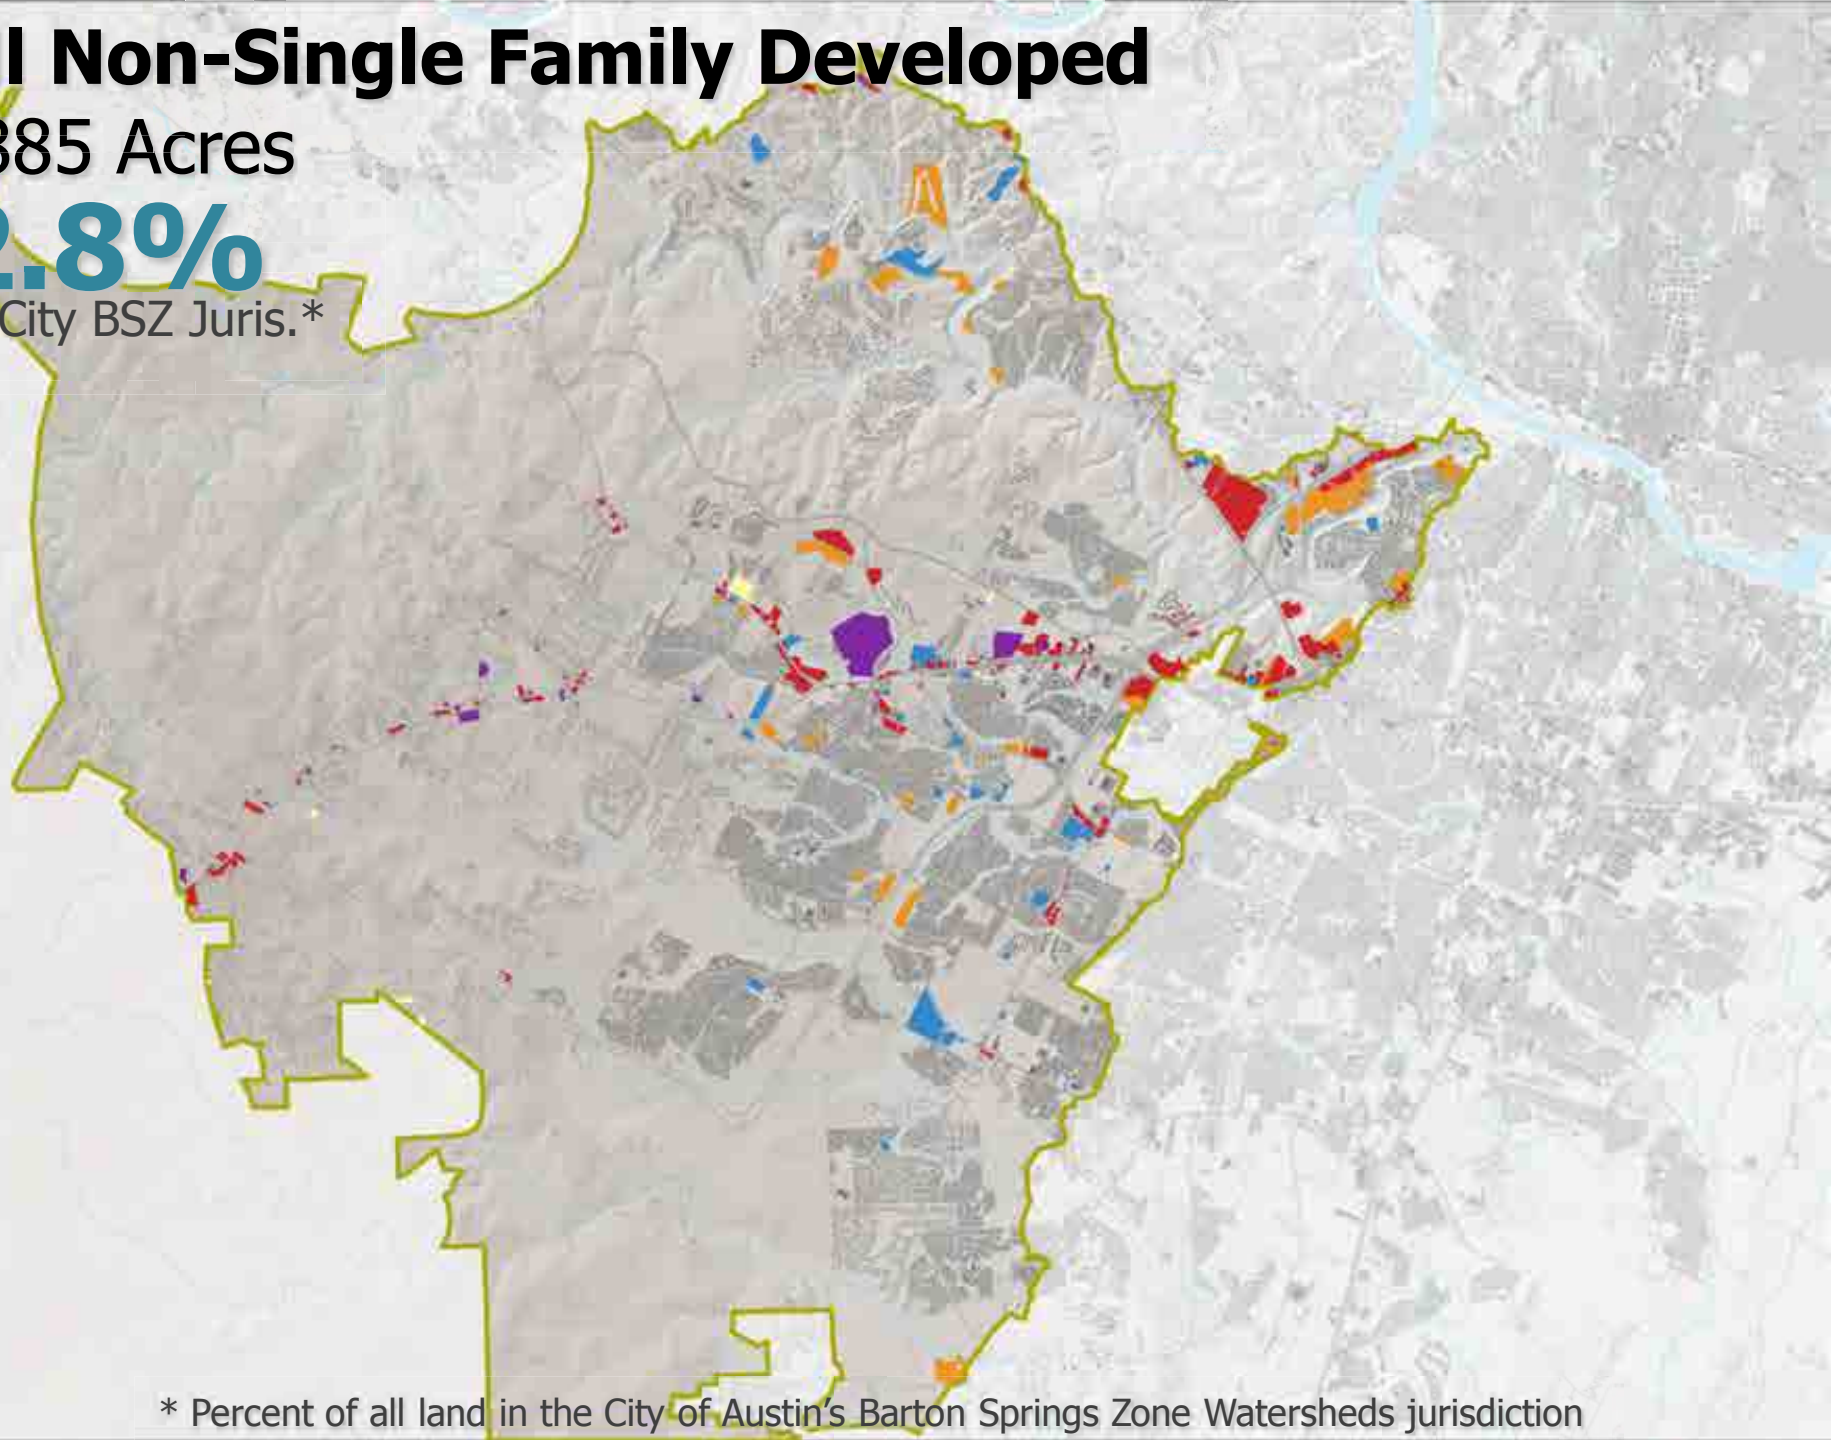 l Non-Single Family Developed
385 Acres
2.8%
City BSZ Juris.*
* Percent of all land in the City of Austin’s Barton Springs Zone Watersheds jurisdiction